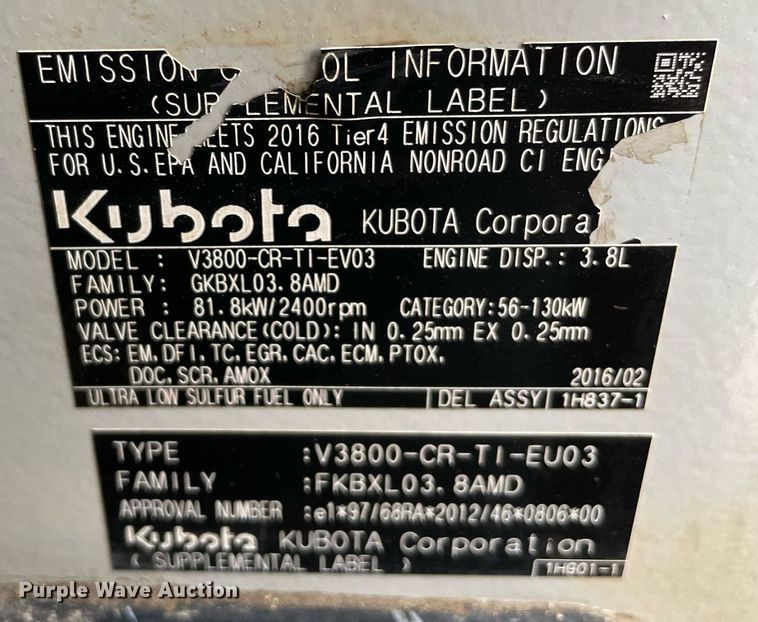 EMISSION C OL INFORMATION
(SUPPLEMENTAL LABEL)
THIS ENGINE MEETS 2016 Tier4 EMISSION REGULATIONS
FOR U.S.EPA AND CALIFORNIA NONROAD CI ENG
Kubota KUBOTA Corpora
MODEL : V3800-CR-TI-EV03 ENGINE DISP.: 3.8L
FAMILY: GKBXL03.8AMD
POWER : 81.8kW/2400rpm CATEGORY:56-130kW
VALVE CLEARANCE(COLD): IN 0.25mm EX 0.25mm
ECS: EM,DFI,TC,EGR,CAC,ECM,PTOX,
DOC,SCR,AMOX 2016/02
ULTRA LOW SULFUR FUEL ONLY DEL ASSY 1H837-1
TYPE :V3800-CR-TI-EU03
FAMILY :FKBXL03.8AMD
APPROVAL NUMBER :e1*97/68RA*2012/46*0806*00
Kubota KUBOTA Corporation
(SUPPLEMENTAL LABEL) 1H901-1
Purple Wave Auction